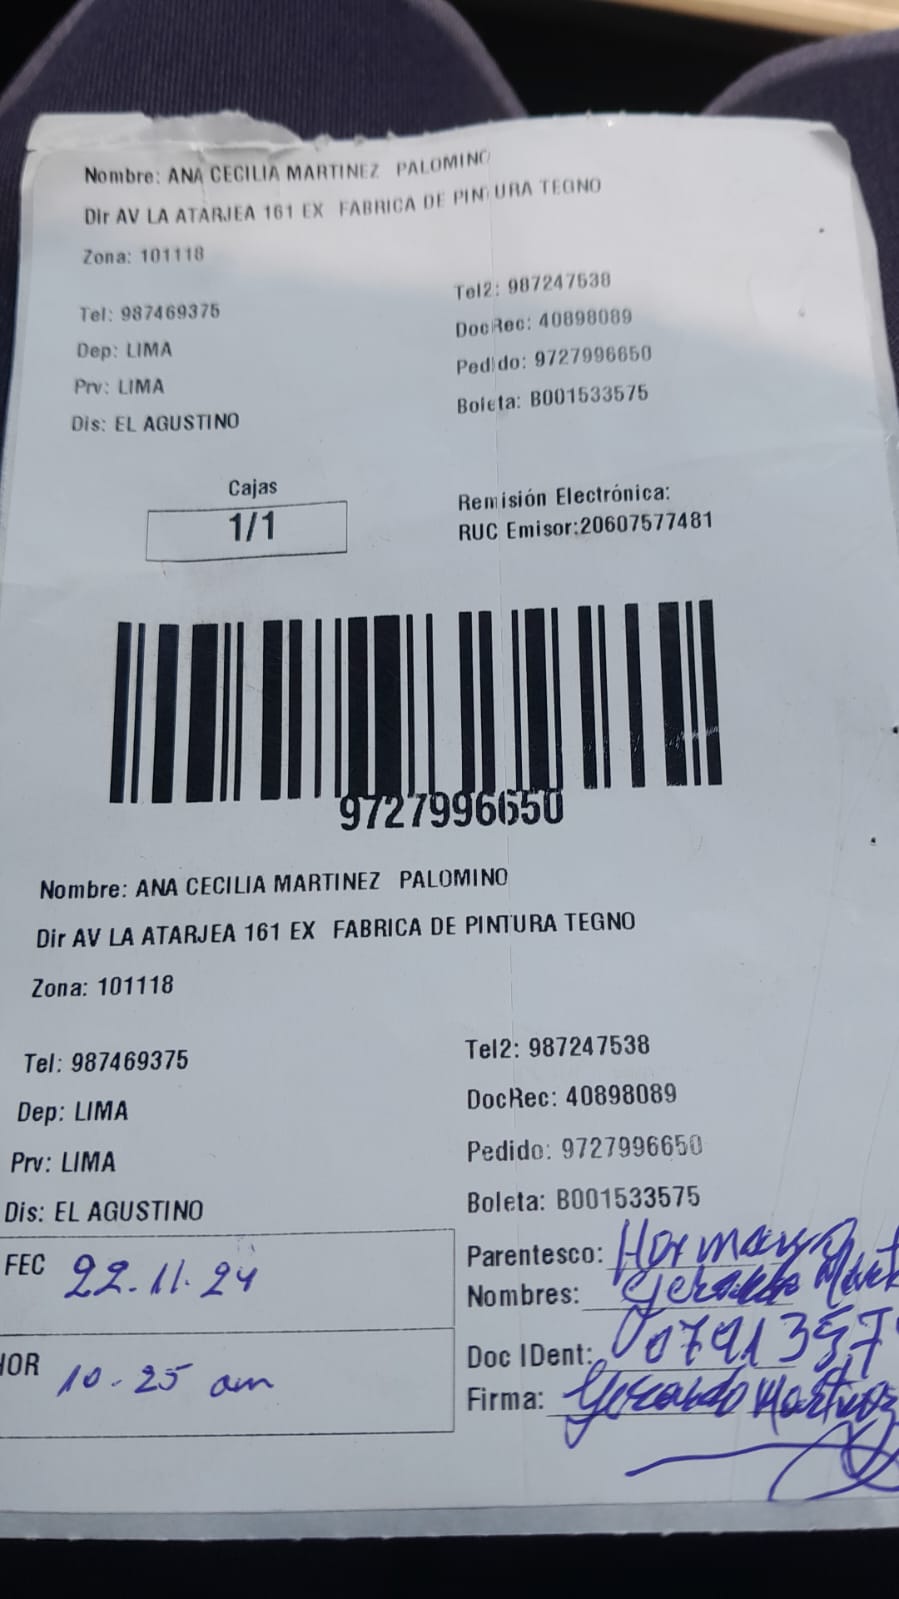 Nombre: ANA CECILIA MARTINEZ PALOMINO
Dir AV LA ATARJEA 161 EX FABRICA DE PINTURA TEGNO
Zona: 101118
Tel: 987469375
Tel2: 987247538
Dep: LIMA
DocRec: 40898089
Prv: LIMA
Pedido: 9727996650
Dis: EL AGUSTINO
Boleta: B001533575
Cajas
1/1
Remisión Electrónica:
RUC Emisor:20607577481
9727996650
Nombre: ANA CECILIA MARTINEZ PALOMINO
Dir AV LA ATARJEA 161 EX FABRICA DE PINTURA TEGNO
Zona: 101118
Tel: 987469375
Tel2: 987247538
Dep: LIMA
DocRec: 40898089
Prv: LIMA
Pedido: 9727996650
Dis: EL AGUSTINO
Boleta: B001533575
FEC 22.11.24
Parentesco:
Nombres: Gerardo
HOR 10.25 am
Doc IDent:
Firma: Gerardo Martinez